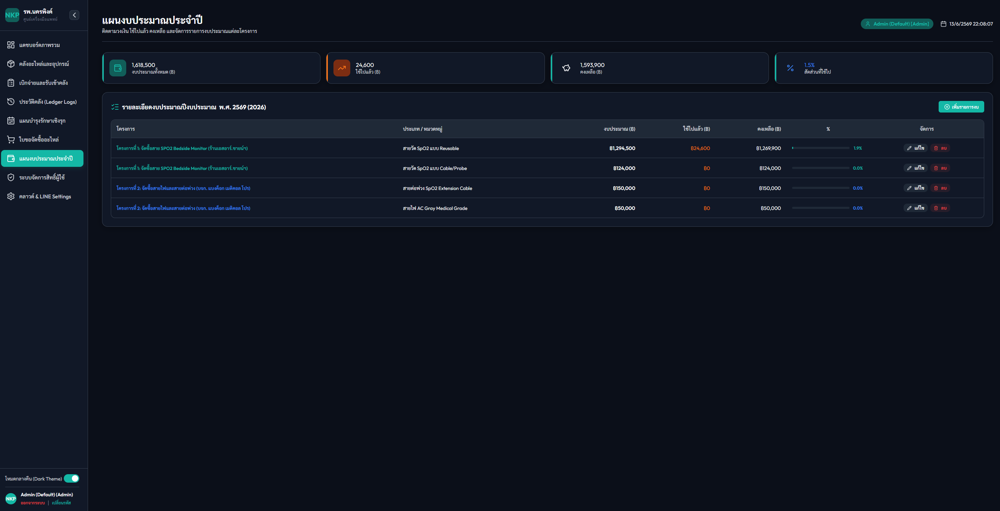 NKP
รพ.นครพิงค์
ศูนย์เครื่องมือแพทย์
แดชบอร์ดภาพรวม
คลังอะไหล่และอุปกรณ์
เบิกจ่ายและรับเข้าคลัง
ประวัติคลัง (Ledger Logs)
แผนบำรุงรักษาเชิงรุก
ใบขอจัดซื้ออะไหล่
แผนงบประมาณประจำปี
ระบบจัดการสิทธิ์ผู้ใช้
คลาวด์ & LINE Settings
โหมดกลางคืน (Dark Theme)
NKP
Admin (Default) (Admin)
ออกจากระบบ | เปลี่ยนรหัส
แผนงบประมาณประจำปี
ติดตามวงเงิน ใช้ไปแล้ว คงเหลือ และจัดการรายการงบประมาณแต่ละโครงการ
Admin (Default) [Admin]
13/6/2569 22:08:07
1,618,500
งบประมาณทั้งหมด (฿)
24,600
ใช้ไปแล้ว (฿)
1,593,900
คงเหลือ (฿)
1.5%
สัดส่วนที่ใช้ไป
รายละเอียดงบประมาณปีงบประมาณ พ.ศ. 2569 (2026)
เพิ่มรายการงบ
โครงการ ประเภท / หมวดหมู่ งบประมาณ (฿) ใช้ไปแล้ว (฿) คงเหลือ (฿) % จัดการ
โครงการที่ 1: จัดซื้อสาย SPO2 Bedside Monitor (ร้านเอสอาร์.ชายน์ฯ) สายวัด SpO2 แบบ Reusable ฿1,294,500 ฿24,600 ฿1,269,900 1.9% แก้ไข ลบ
โครงการที่ 1: จัดซื้อสาย SPO2 Bedside Monitor (ร้านเอสอาร์.ชายน์ฯ) สายวัด SpO2 แบบ Cable/Probe ฿124,000 ฿0 ฿124,000 0.0% แก้ไข ลบ
โครงการที่ 2: จัดซื้อสายไฟและสายต่อพ่วง (บจก. แบงค็อก เมดิคอล โปร) สายต่อพ่วง SpO2 Extension Cable ฿150,000 ฿0 ฿150,000 0.0% แก้ไข ลบ
โครงการที่ 2: จัดซื้อสายไฟและสายต่อพ่วง (บจก. แบงค็อก เมดิคอล โปร) สายไฟ AC Gray Medical Grade ฿50,000 ฿0 ฿50,000 0.0% แก้ไข ลบ